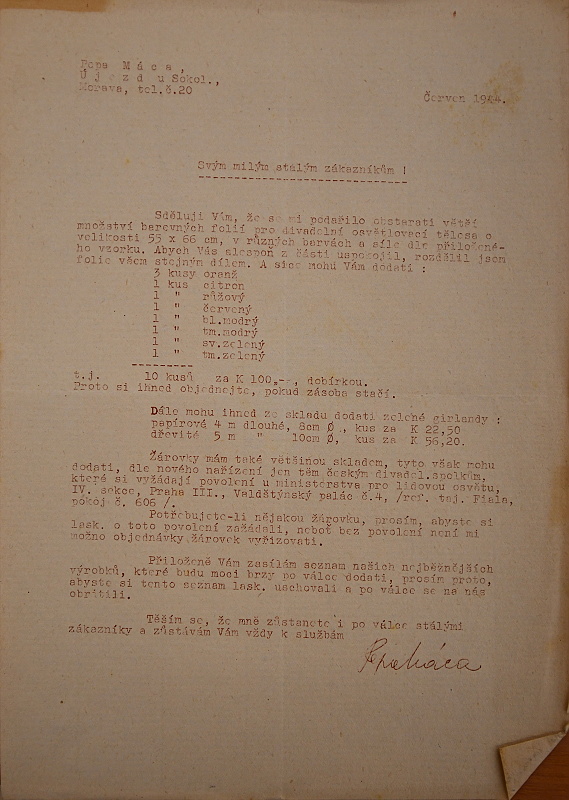 Pepa Máca,
Újezd u Sokol.,
Morava, tel.č.20
Červen 1944.
Svým milým stálým zákazníkům !
Sděluji Vám, že se mi podařilo obstarati větší
množství barevných folií pro divadelní osvětlovací tělesa o
velikosti 55 x 66 cm, v různých barvách a síle dle přilože-
ho vzorku. Abych Vás alespoň z části uspokojil, rozdělil jsem
folie všem stejným dílem. A sice mohu Vám dodati :
3 kusy oranž
1 kus citron
1 " růžový
1 " červený
1 " bl.modrý
1 " tm.modrý
1 " sv.zelený
1 " tm.zelený
t.j. 10 kusů za K 100,--, dobírkou.
Proto si ihned objednejte, pokud zásoba stačí.
Dále mohu ihned ze skladu dodati zelené girlandy :
papírová 4 m dlouhé, 8cm Ø , kus za K 22,50
dřevité 5 m " 10cm Ø, kus za K 56,20.
Žárovky mám také většinou skladem, tyto však mohu
dodati, dle nového nařízení jen těm českým divadel.spolkům,
které si vyžádají povolení u ministerstva pro lidovou osvětu,
IV. sekce, Praha III., Valdštýnský palác č.4, /ref. taj. Fiala,
pokoj č. 606 /.
Potřebujete-li nějakou žárovku, prosím, abyste si
lask. o toto povolení zažádali, neboť bez povolení není mi
možno objednávky žárovek vyřizovati.
Přiloženě Vám zasílám seznam našich nejběžnějších
výrobků, které budu moci brzy po válce dodati, prosím proto,
abyste si tento seznam lask. uschovali a po válce se na nás
obrátili.
Těším se, že mně zůstanete i po válce stálými
zákazníky a zůstávám Vám vždy k službám
Pepa Máca